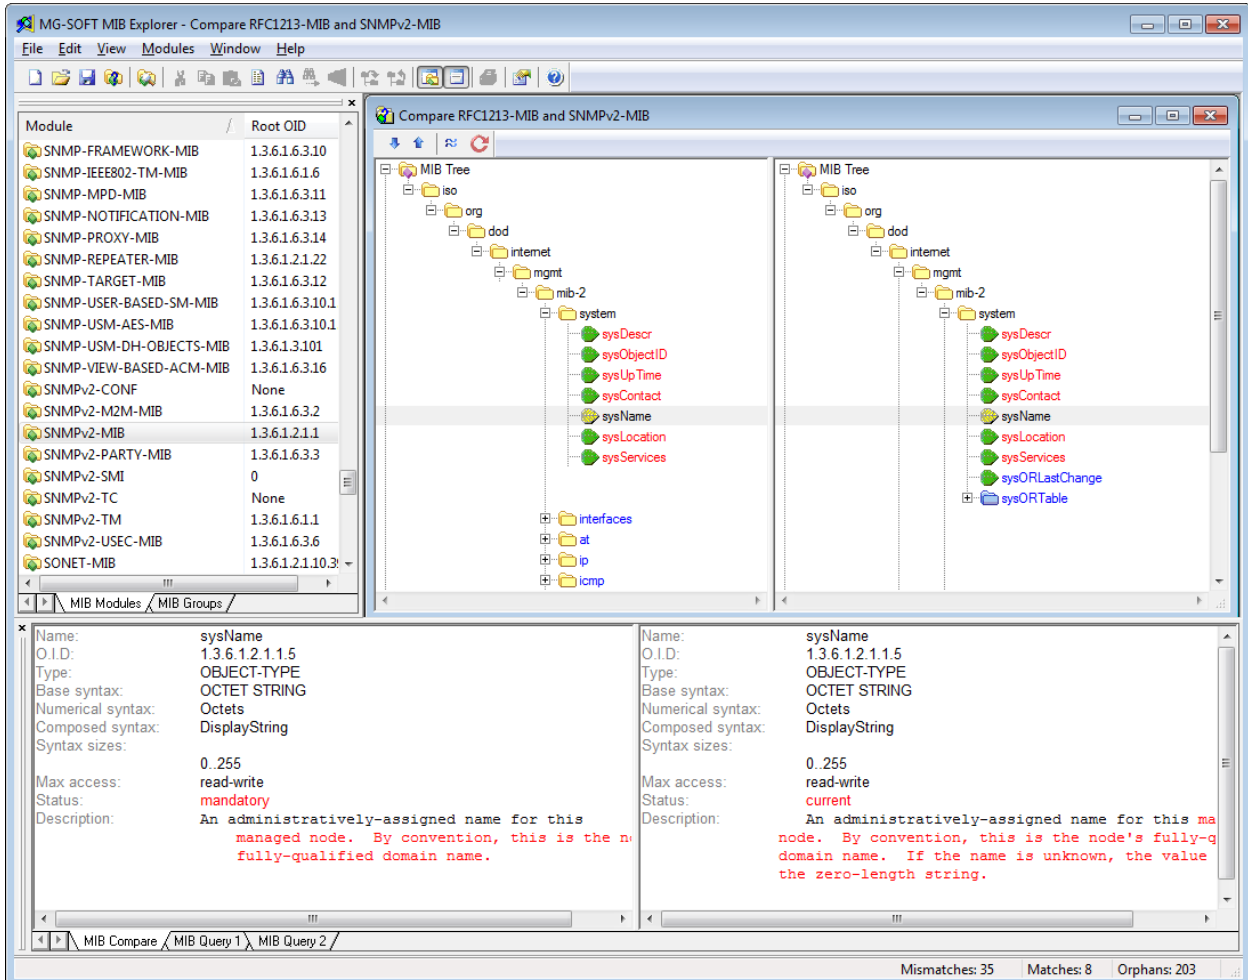 MG-SOFT MIB Explorer - Compare RFC1213-MIB and SNMPv2-MIB
File Edit View Modules Window Help
Module / Root OID
SNMP-FRAMEWORK-MIB 1.3.6.1.6.3.10
SNMP-IEEE802-TM-MIB 1.3.6.1.6.1.6
SNMP-MPD-MIB 1.3.6.1.6.3.11
SNMP-NOTIFICATION-MIB 1.3.6.1.6.3.13
SNMP-PROXY-MIB 1.3.6.1.6.3.14
SNMP-REPEATER-MIB 1.3.6.1.2.1.22
SNMP-TARGET-MIB 1.3.6.1.6.3.12
SNMP-USER-BASED-SM-MIB 1.3.6.1.6.3.10.1
SNMP-USM-AES-MIB 1.3.6.1.6.3.10.1
SNMP-USM-DH-OBJECTS-MIB 1.3.6.1.3.101
SNMP-VIEW-BASED-ACM-MIB 1.3.6.1.6.3.16
SNMPv2-CONF None
SNMPv2-M2M-MIB 1.3.6.1.6.3.2
SNMPv2-MIB 1.3.6.1.2.1.1
SNMPv2-PARTY-MIB 1.3.6.1.6.3.3
SNMPv2-SMI 0
SNMPv2-TC None
SNMPv2-TM 1.3.6.1.6.1.1
SNMPv2-USEC-MIB 1.3.6.1.6.3.6
SONET-MIB 1.3.6.1.2.1.10.3
MIB Modules MIB Groups
Compare RFC1213-MIB and SNMPv2-MIB
MIB Tree
iso
org
dod
internet
mgmt
mib-2
system
sysDescr
sysObjectID
sysUpTime
sysContact
sysName
sysLocation
sysServices
interfaces
at
ip
icmp
MIB Tree
iso
org
dod
internet
mgmt
mib-2
system
sysDescr
sysObjectID
sysUpTime
sysContact
sysName
sysLocation
sysServices
sysORLastChange
sysORTable
Name: sysName
O.I.D: 1.3.6.1.2.1.1.5
Type: OBJECT-TYPE
Base syntax: OCTET STRING
Numerical syntax: Octets
Composed syntax: DisplayString
Syntax sizes:
0..255
Max access: read-write
Status: mandatory
Description: An administratively-assigned name for this
managed node. By convention, this is the no
fully-qualified domain name.
Name: sysName
O.I.D: 1.3.6.1.2.1.1.5
Type: OBJECT-TYPE
Base syntax: OCTET STRING
Numerical syntax: Octets
Composed syntax: DisplayString
Syntax sizes:
0..255
Max access: read-write
Status: current
Description: An administratively-assigned name for this ma
node. By convention, this is the node's fully-q
domain name. If the name is unknown, the value
the zero-length string.
MIB Compare MIB Query 1 MIB Query 2
Mismatches: 35 Matches: 8 Orphans: 203